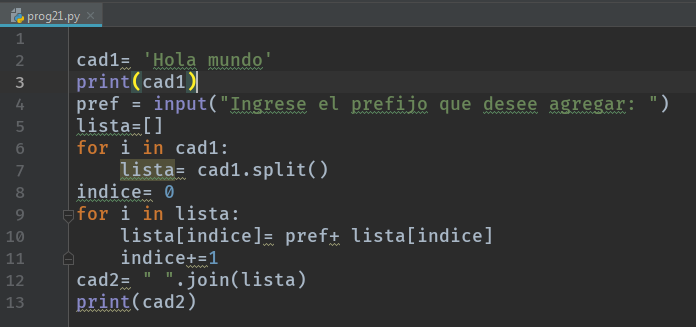 prog21.py
1
2 cad1= 'Hola mundo'
3 print(cad1)
4 pref = input("Ingrese el prefijo que desee agregar: ")
5 lista=[]
6 for i in cad1:
7     lista= cad1.split()
8 indice= 0
9 for i in lista:
10     lista[indice]= pref+ lista[indice]
11     indice+=1
12 cad2= " ".join(lista)
13 print(cad2)